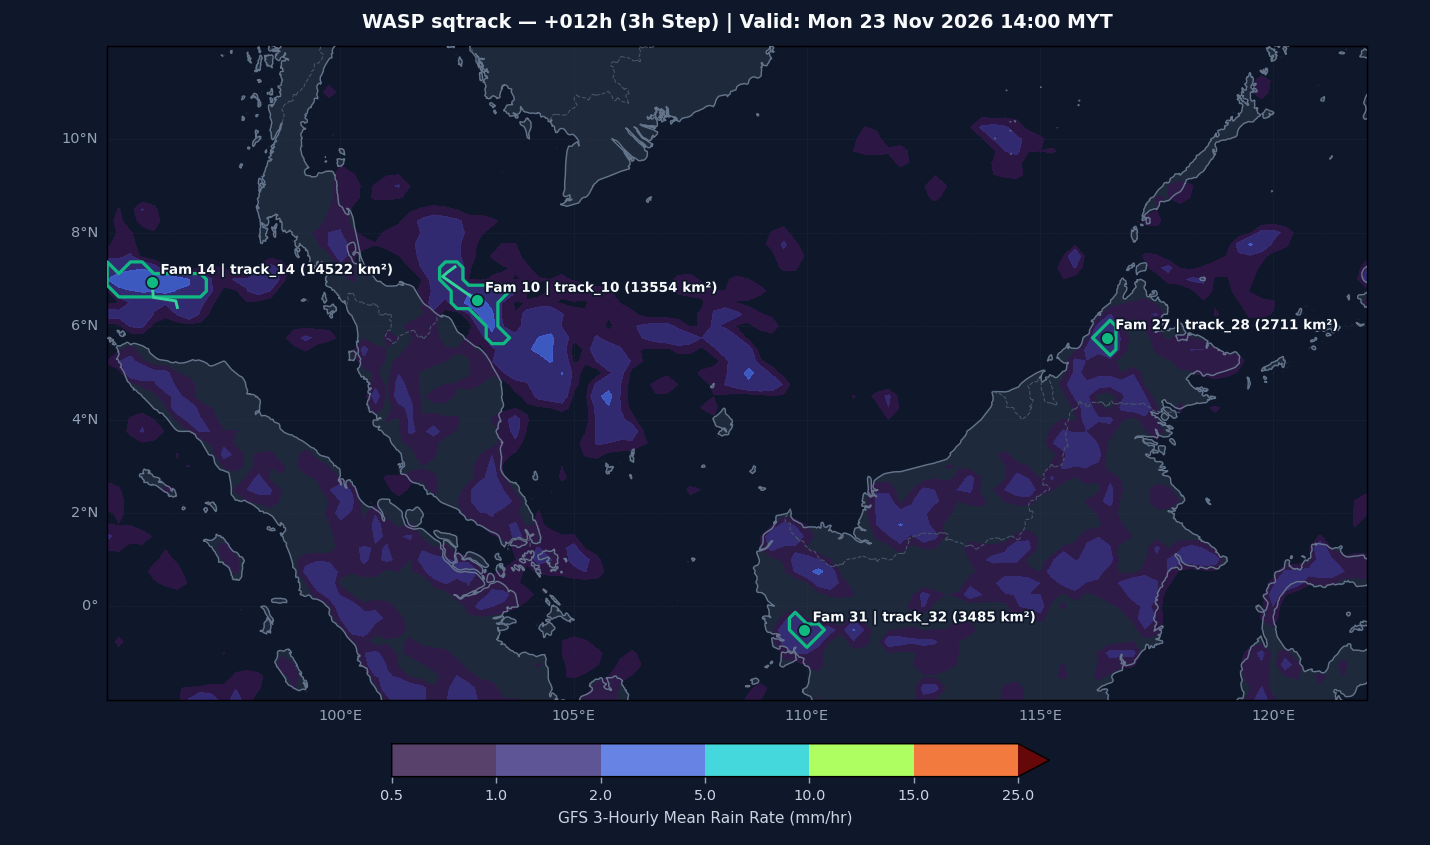 WASP sqtrack — +012h (3h Step) | Valid: Mon 23 Nov 2026 14:00 MYT
10°N
8°N
6°N
4°N
2°N
0°
Fam 14 | track_14 (14522 km²)
Fam 10 | track_10 (13554 km²)
Fam 27 | track_28 (2711 km²)
Fam 31 | track_32 (3485 km²)
100°E 105°E 110°E 115°E 120°E
0.5 1.0 2.0 5.0 10.0 15.0 25.0
GFS 3-Hourly Mean Rain Rate (mm/hr)